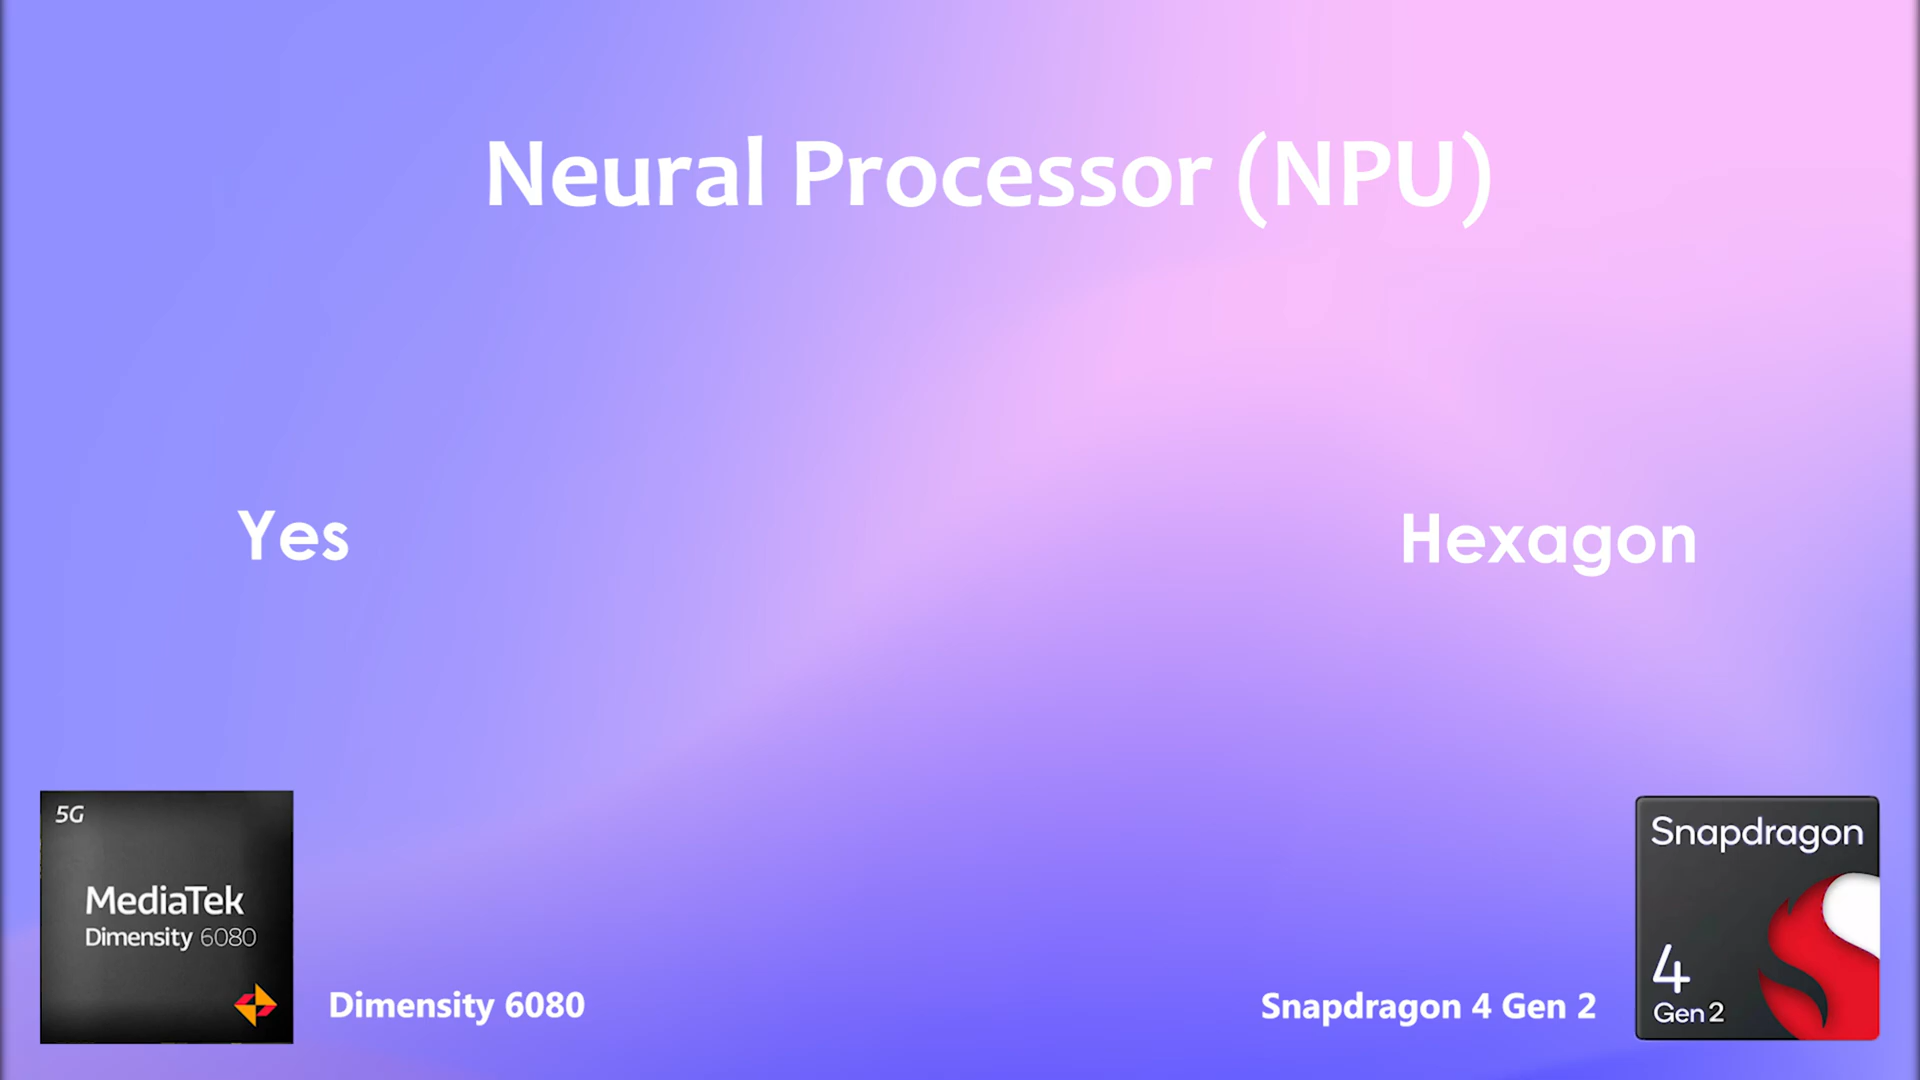 Neural Processor (NPU)
Yes
Hexagon
5G
MediaTek
Dimensity 6080
Dimensity 6080
Snapdragon 4 Gen 2
Snapdragon
4
Gen 2